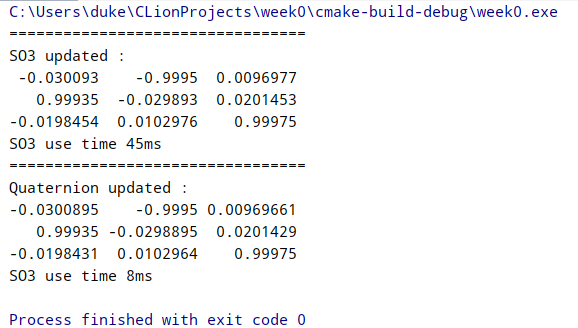 C:\Users\duke\CLionProjects\week0\cmake-build-debug\week0.exe
=================================
SO3 updated :
 -0.030093    -0.9995  0.0096977
   0.99935  -0.029893  0.0201453
-0.0198454  0.0102976    0.99975
SO3 use time 45ms
=================================
Quaternion updated :
-0.0300895    -0.9995 0.00969661
   0.99935 -0.0298895  0.0201429
-0.0198431  0.0102964    0.99975
SO3 use time 8ms
Process finished with exit code 0